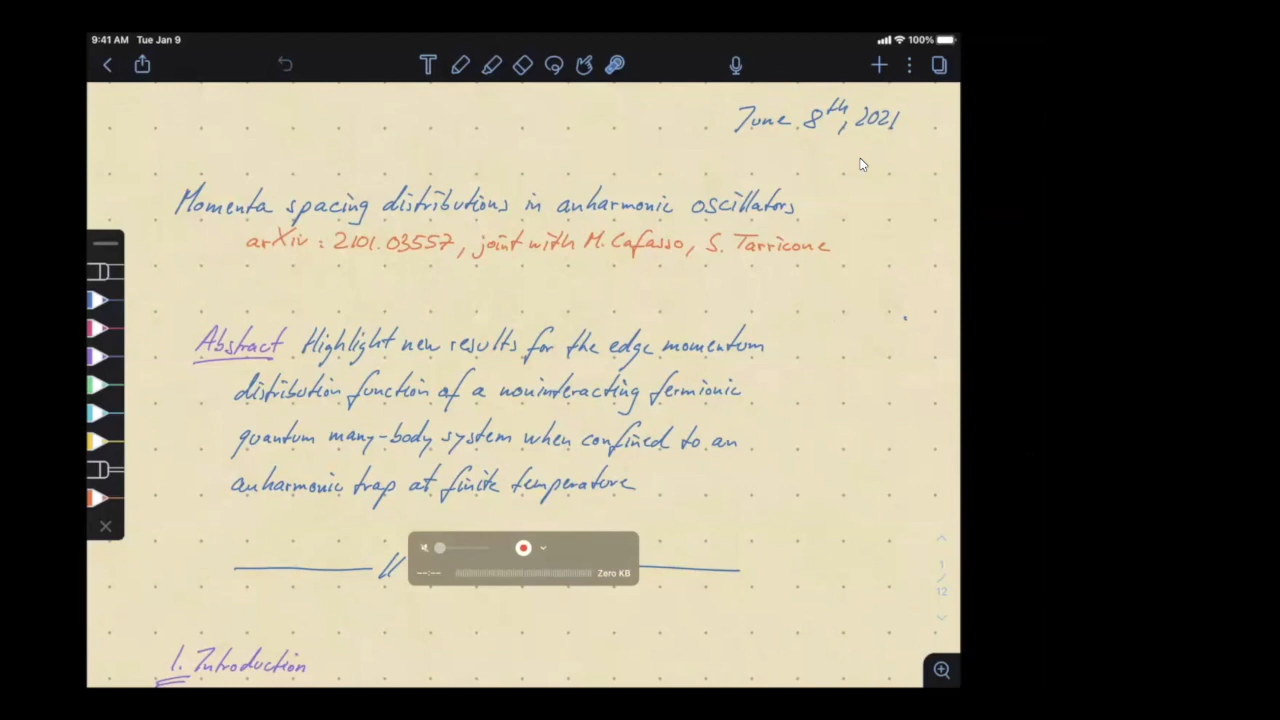 9:41 AM Tue Jan 9 100%
June 8th, 2021
Momenta spacing distributions in anharmonic oscillators
arXiv: 2101.03557, joint with M. Cafasso, S. Tarricone
Abstract Highlight new results for the edge momentum
distribution function of a noninteracting fermionic
quantum many-body system when confined to an
anharmonic trap at finite temperature
--:-- Zero KB
1
/
12
1. Introduction